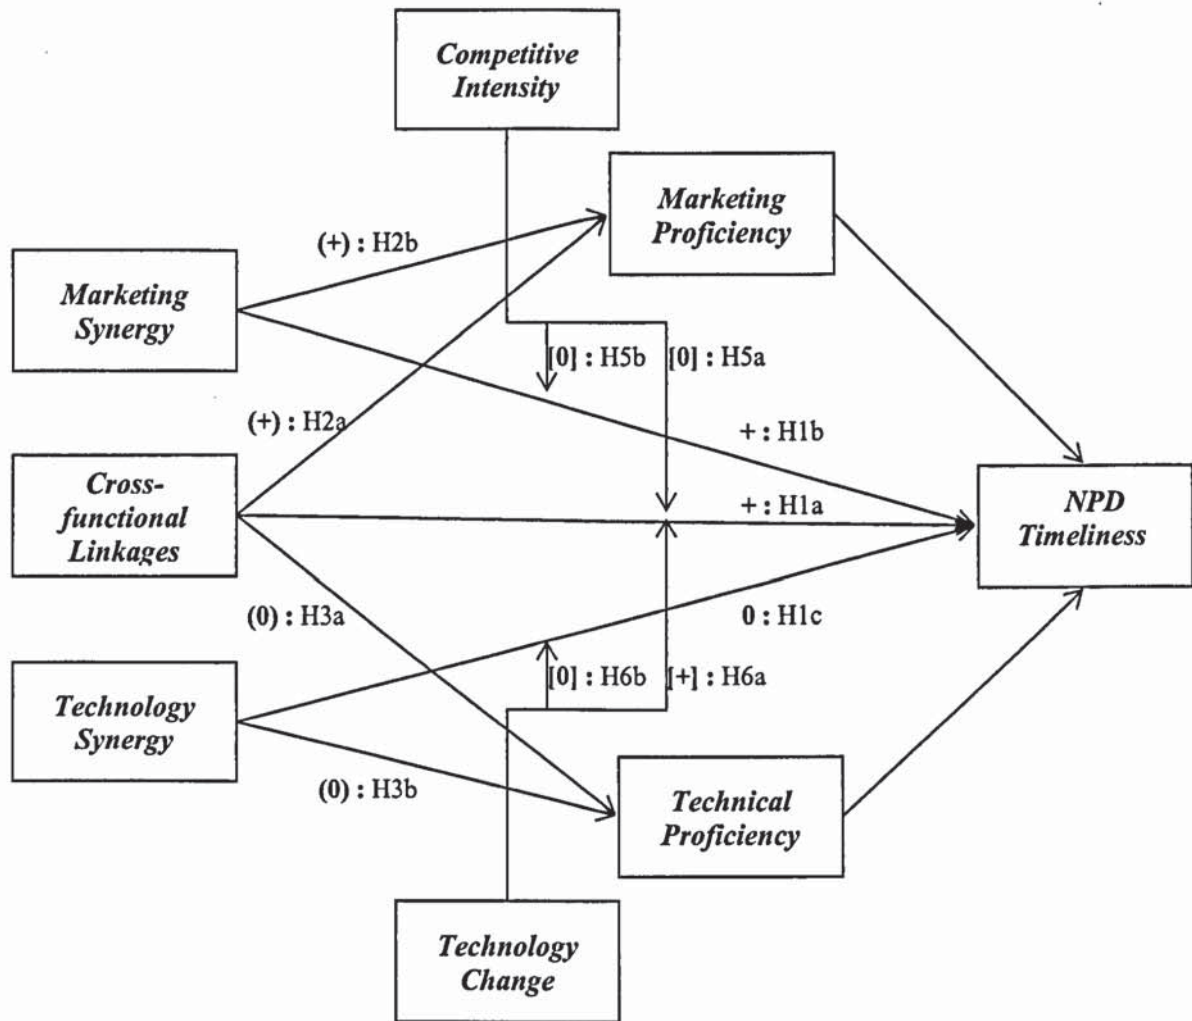 Competitive
Intensity
Marketing
Proficiency
(+) : H2b
Marketing
Synergy
[0] : H5b
[0] : H5a
(+) : H2a
+ : H1b
Cross-
functional
Linkages
+ : H1a
NPD
Timeliness
(0) : H3a
0 : H1c
[0] : H6b
[+] : H6a
Technology
Synergy
(0) : H3b
Technical
Proficiency
Technology
Change